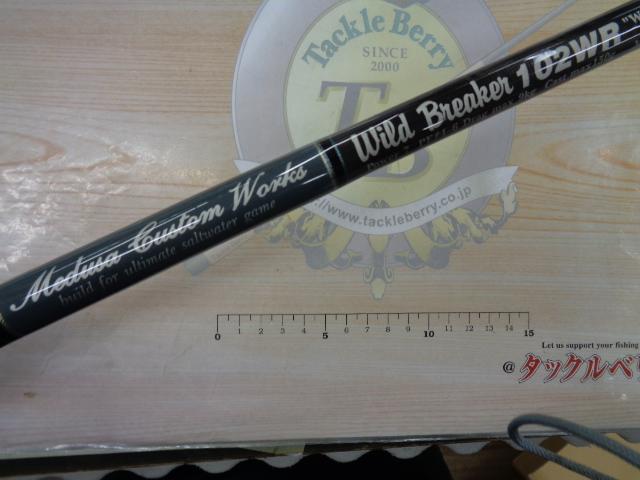 Tackle Berry
SINCE
2000
TB
Wild Breaker 102WB
Medusa Custom Works
build for ultimate saltwater game
://www.tackleberry.co.jp
0 1 2 3 4 5 6 7 8 9 10 11 12 13 14 15
Let us support your fishing
@タックルベリ